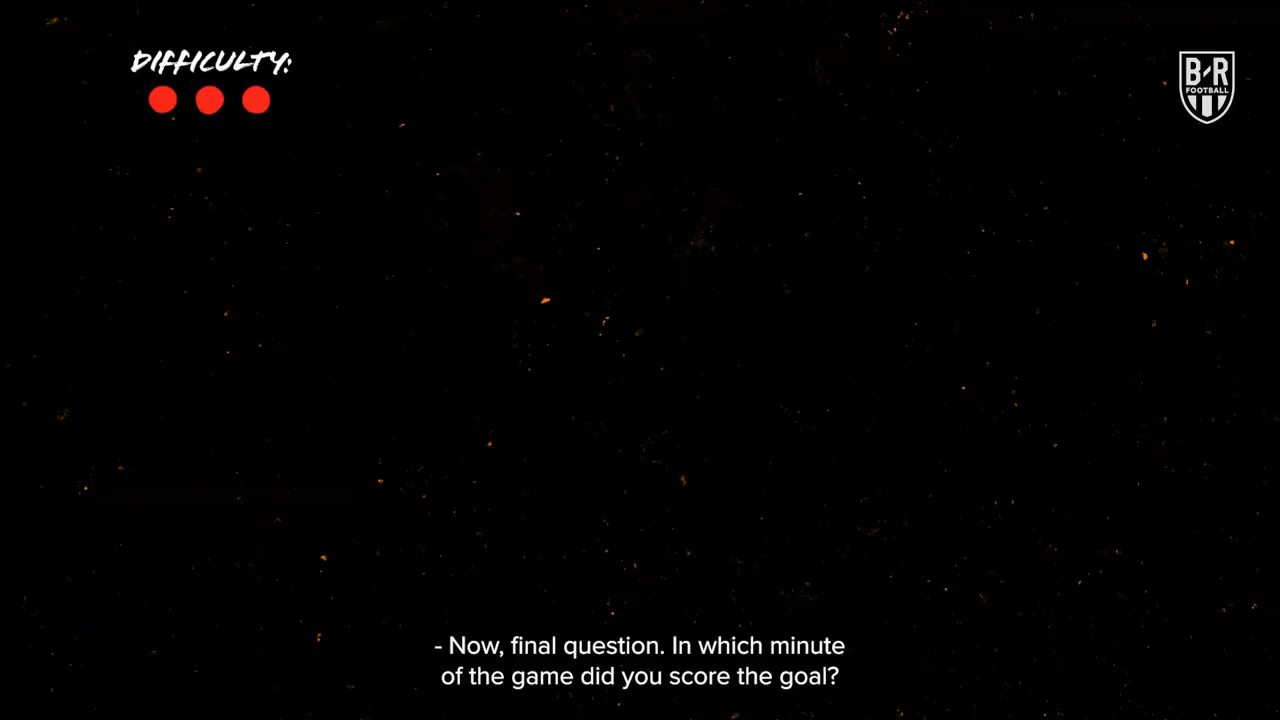 DIFFICULTY:
B-R
FOOTBALL
- Now, final question. In which minute
of the game did you score the goal?